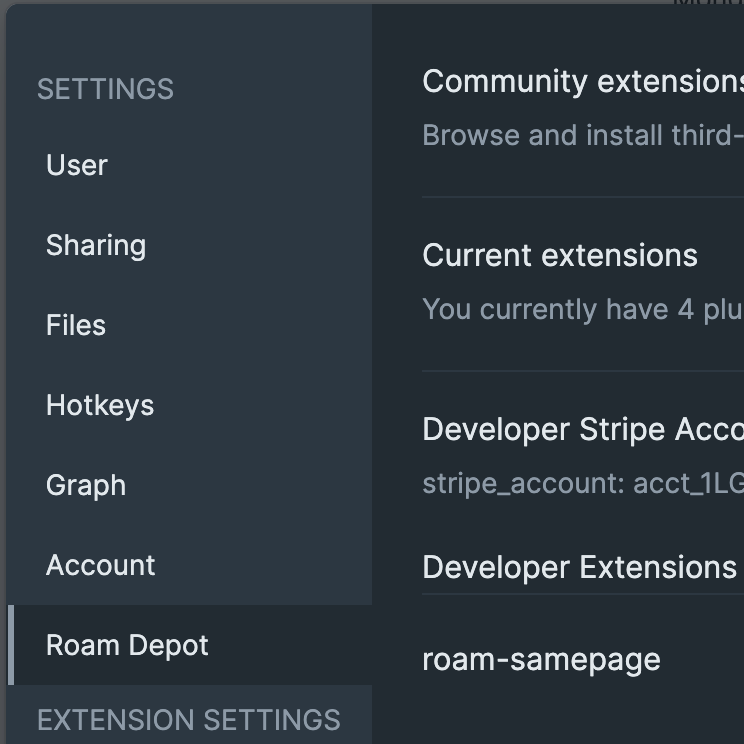 SETTINGS
User
Sharing
Files
Hotkeys
Graph
Account
Roam Depot
EXTENSION SETTINGS
Community extensions
Browse and install third-
Current extensions
You currently have 4 plu
Developer Stripe Acco
stripe_account: acct_1LG
Developer Extensions
roam-samepage